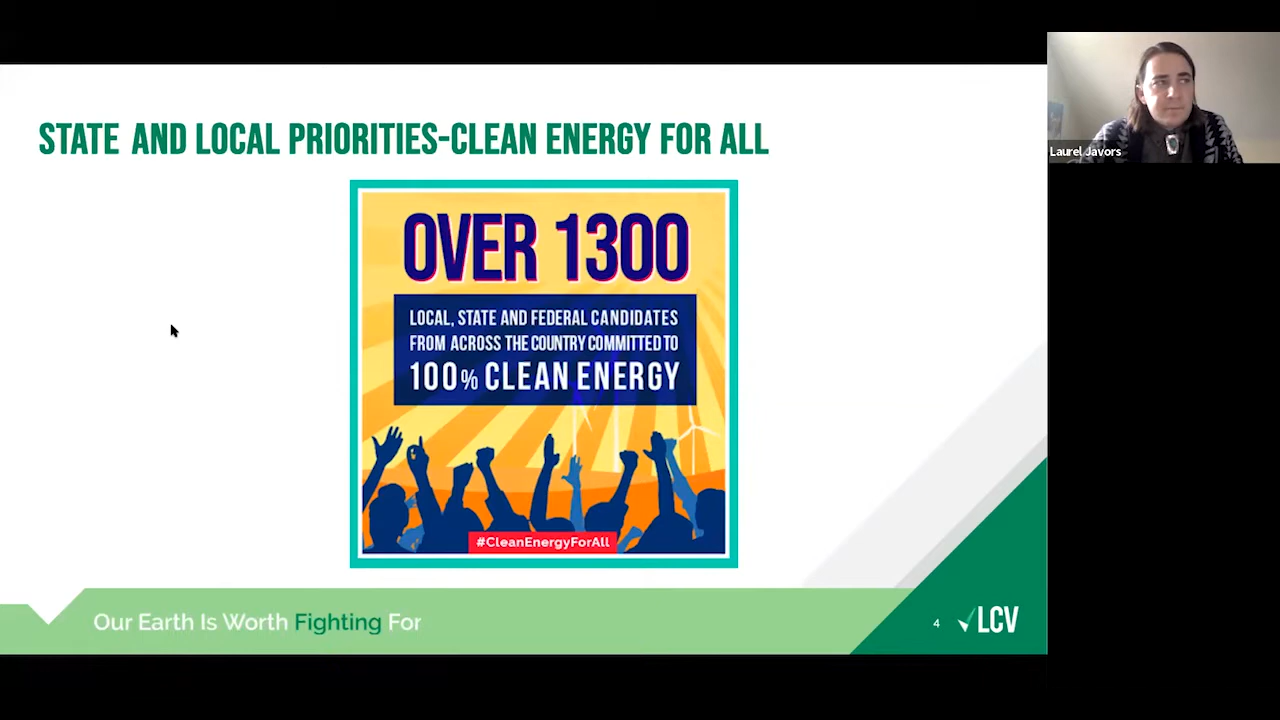 STATE AND LOCAL PRIORITIES-CLEAN ENERGY FOR ALL
OVER 1300
LOCAL, STATE AND FEDERAL CANDIDATES
FROM ACROSS THE COUNTRY COMMITTED TO
100% CLEAN ENERGY
#CleanEnergyForAll
Our Earth Is Worth Fighting For
4
LCV
Laurel Javors